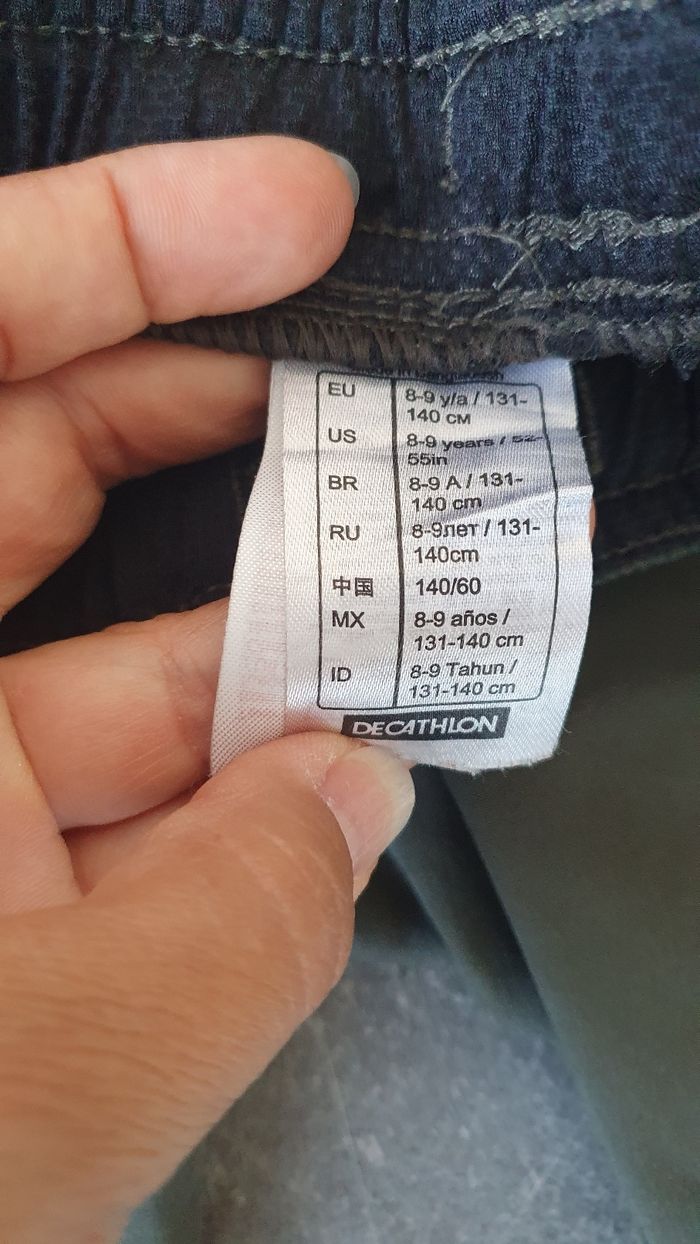 EU 8-9 y/a / 131-
140 см
US 8-9 years / 52-
55in
BR 8-9 A / 131-
140 cm
RU 8-9лет / 131-
140cm
中国 140/60
MX 8-9 años /
131-140 cm
ID 8-9 Tahun /
131-140 cm
DECATHLON